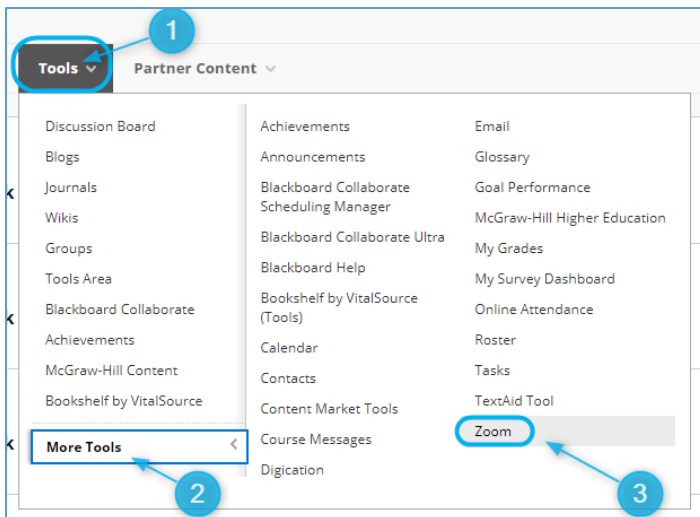 1
Tools
Partner Content
Discussion Board
Blogs
Journals
Wikis
Groups
Tools Area
Blackboard Collaborate
Achievements
McGraw-Hill Content
Bookshelf by VitalSource
More Tools
2
Achievements
Announcements
Blackboard Collaborate
Scheduling Manager
Blackboard Collaborate Ultra
Blackboard Help
Bookshelf by VitalSource
(Tools)
Calendar
Contacts
Content Market Tools
Course Messages
Digication
Email
Glossary
Goal Performance
McGraw-Hill Higher Education
My Grades
My Survey Dashboard
Online Attendance
Roster
Tasks
TextAid Tool
Zoom
3